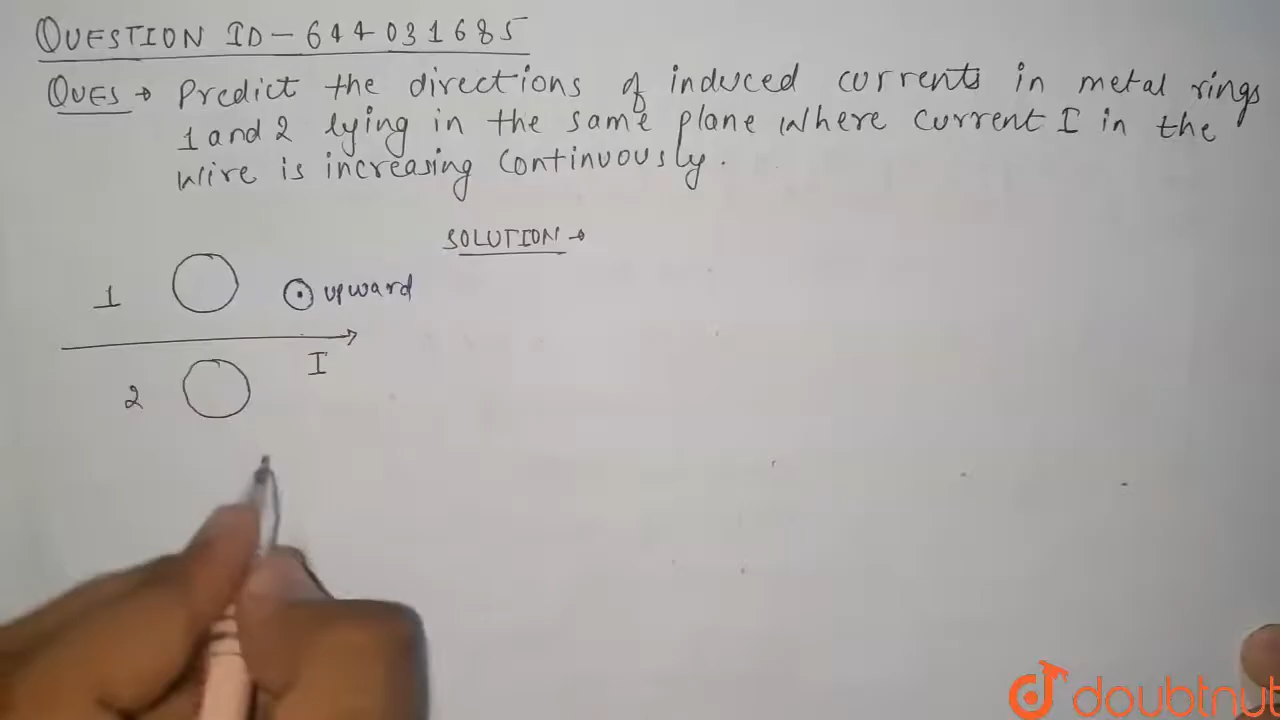 QUESTION ID - 644031685
QUES → Predict the directions of induced currents in metal rings
1 and 2 lying in the same plane where current I in the
wire is increasing continuously.
SOLUTION →
1
upward
I
2
doubtnut